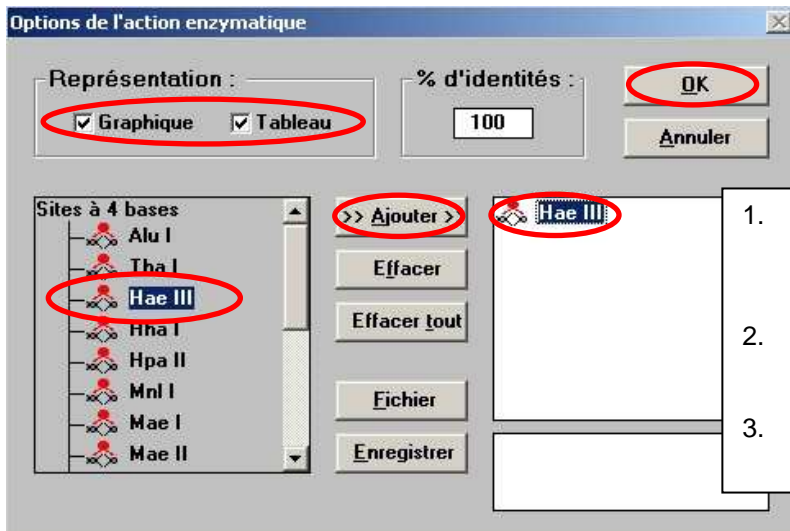 Options de l'action enzymatique
Représentation :
Graphique Tableau
% d'identités :
100
OK
Annuler
Sites à 4 bases
Alu I
Tha I
Hae III
Hha I
Hpa II
Mnl I
Mae I
Mae II
>> Ajouter >>
Effacer
Effacer tout
Fichier
Enregistrer
Hae III
1.
2.
3.